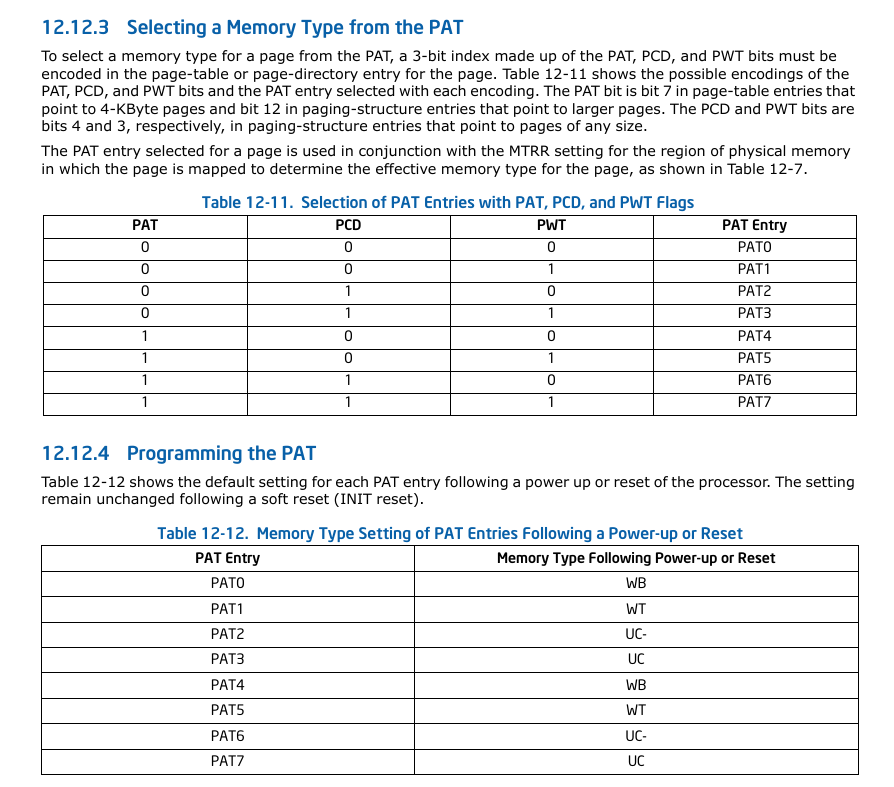 12.12.3 Selecting a Memory Type from the PAT
To select a memory type for a page from the PAT, a 3-bit index made up of the PAT, PCD, and PWT bits must be
encoded in the page-table or page-directory entry for the page. Table 12-11 shows the possible encodings of the
PAT, PCD, and PWT bits and the PAT entry selected with each encoding. The PAT bit is bit 7 in page-table entries that
point to 4-KByte pages and bit 12 in paging-structure entries that point to larger pages. The PCD and PWT bits are
bits 4 and 3, respectively, in paging-structure entries that point to pages of any size.
The PAT entry selected for a page is used in conjunction with the MTRR setting for the region of physical memory
in which the page is mapped to determine the effective memory type for the page, as shown in Table 12-7.
Table 12-11. Selection of PAT Entries with PAT, PCD, and PWT Flags
PAT PCD PWT PAT Entry
0 0 0 PAT0
0 0 1 PAT1
0 1 0 PAT2
0 1 1 PAT3
1 0 0 PAT4
1 0 1 PAT5
1 1 0 PAT6
1 1 1 PAT7
12.12.4 Programming the PAT
Table 12-12 shows the default setting for each PAT entry following a power up or reset of the processor. The setting
remain unchanged following a soft reset (INIT reset).
Table 12-12. Memory Type Setting of PAT Entries Following a Power-up or Reset
PAT Entry Memory Type Following Power-up or Reset
PAT0 WB
PAT1 WT
PAT2 UC-
PAT3 UC
PAT4 WB
PAT5 WT
PAT6 UC-
PAT7 UC